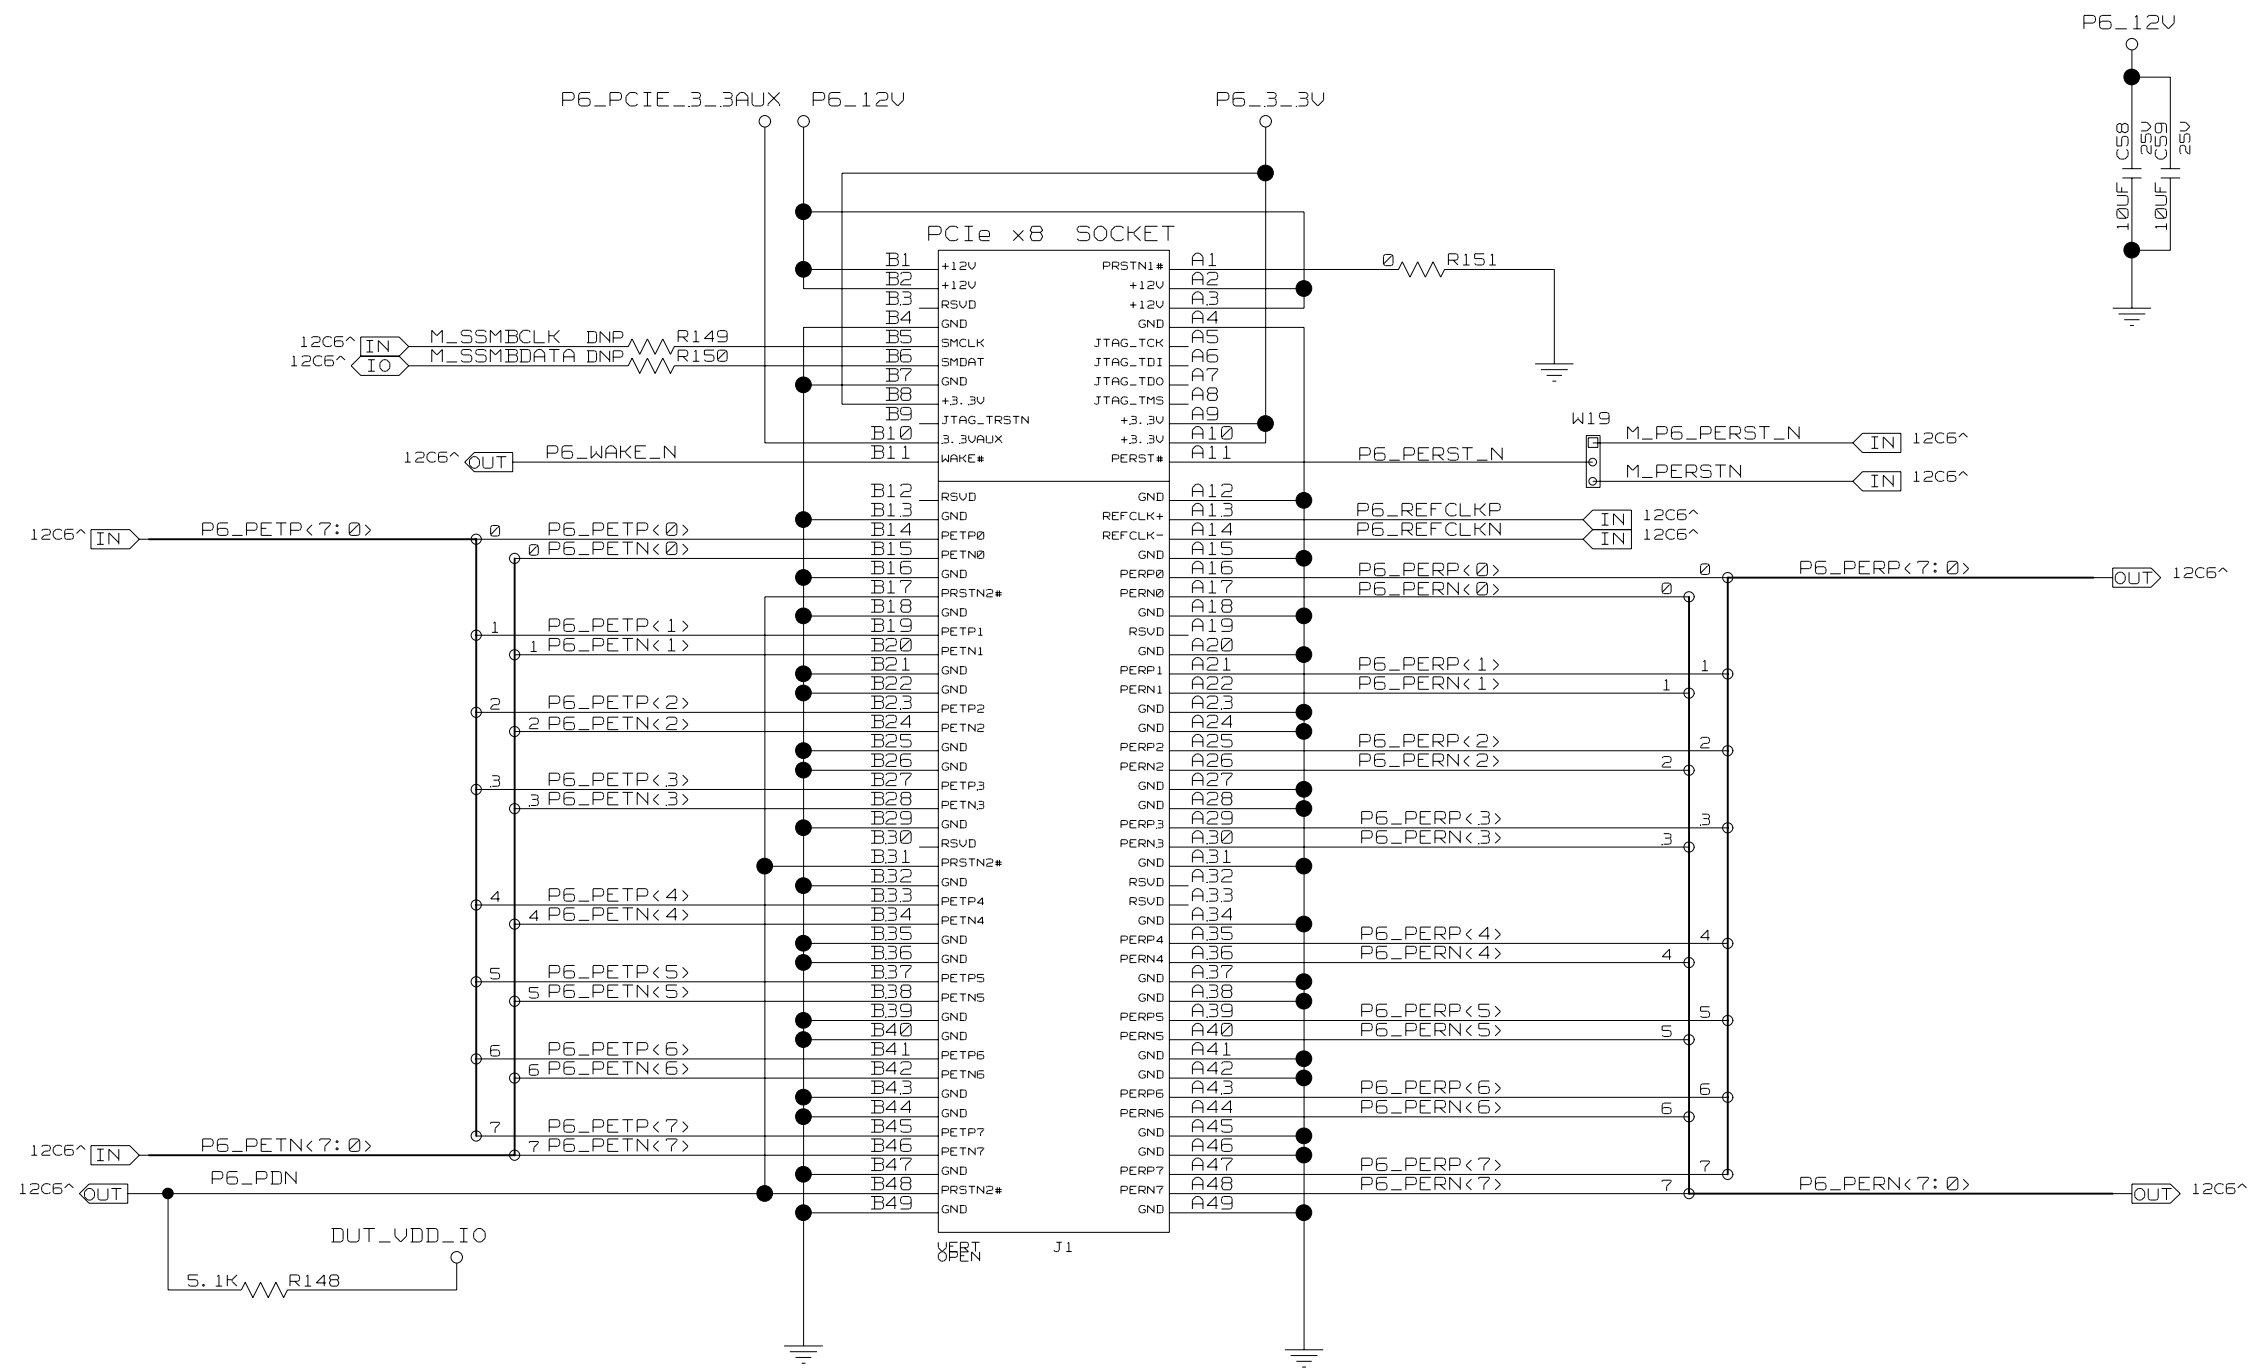 P6_12V
C58 25V 10UF
C59 25V 10UF
P6_PCIE_3_3AUX P6_12V P6_3_3V
PCIe x8 SOCKET
B1 +12V PRSTN1# A1 0 R151
B2 +12V +12V A2
B3 RSVD +12V A3
B4 GND GND A4
12C6^ IN M_SSMBCLK DNP R149 B5 SMCLK JTAG_TCK A5
12C6^ IO M_SSMBDATA DNP R150 B6 SMDAT JTAG_TDI A6
B7 GND JTAG_TDO A7
B8 +3.3V JTAG_TMS A8
B9 JTAG_TRSTN +3.3V A9 W19
B10 3.3VAUX +3.3V A10 M_P6_PERST_N IN 12C6^
12C6^ OUT P6_WAKE_N B11 WAKE# PERST# A11 P6_PERST_N
M_PERSTN IN 12C6^
B12 RSVD GND A12
B13 GND REFCLK+ A13 P6_REFCLKP IN 12C6^
12C6^ IN P6_PETP<7:0> 0 P6_PETP<0> B14 PETP0 REFCLK- A14 P6_REFCLKN IN 12C6^
0 P6_PETN<0> B15 PETN0 GND A15
B16 GND PERP0 A16 P6_PERP<0> 0 P6_PERP<7:0> OUT 12C6^
B17 PRSTN2# PERN0 A17 P6_PERN<0> 0
B18 GND GND A18
1 P6_PETP<1> B19 PETP1 RSVD A19
1 P6_PETN<1> B20 PETN1 GND A20
B21 GND PERP1 A21 P6_PERP<1> 1
B22 GND PERN1 A22 P6_PERN<1> 1
2 P6_PETP<2> B23 PETP2 GND A23
2 P6_PETN<2> B24 PETN2 GND A24
B25 GND PERP2 A25 P6_PERP<2> 2
B26 GND PERN2 A26 P6_PERN<2> 2
3 P6_PETP<3> B27 PETP3 GND A27
3 P6_PETN<3> B28 PETN3 GND A28
B29 GND PERP3 A29 P6_PERP<3> 3
B30 RSVD PERN3 A30 P6_PERN<3> 3
B31 PRSTN2# GND A31
B32 GND RSVD A32
4 P6_PETP<4> B33 PETP4 RSVD A33
4 P6_PETN<4> B34 PETN4 GND A34
B35 GND PERP4 A35 P6_PERP<4> 4
B36 GND PERN4 A36 P6_PERN<4> 4
5 P6_PETP<5> B37 PETP5 GND A37
5 P6_PETN<5> B38 PETN5 GND A38
B39 GND PERP5 A39 P6_PERP<5> 5
B40 GND PERN5 A40 P6_PERN<5> 5
6 P6_PETP<6> B41 PETP6 GND A41
6 P6_PETN<6> B42 PETN6 GND A42
B43 GND PERP6 A43 P6_PERP<6> 6
B44 GND PERN6 A44 P6_PERN<6> 6
7 P6_PETP<7> B45 PETP7 GND A45
12C6^ IN P6_PETN<7:0> 7 P6_PETN<7> B46 PETN7 GND A46
B47 GND PERP7 A47 P6_PERP<7> 7
12C6^ OUT P6_PDN B48 PRSTN2# PERN7 A48 P6_PERN<7> 7 P6_PERN<7:0> OUT 12C6^
B49 GND GND A49
DUT_VDD_IO
VERT J1
OPEN
5.1K R148